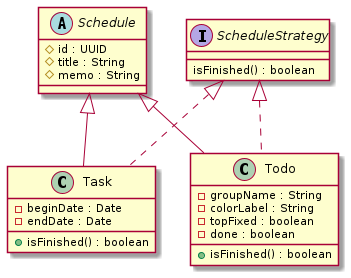 A Schedule
id : UUID
title : String
memo : String
I ScheduleStrategy
isFinished() : boolean
C Task
beginDate : Date
endDate : Date
isFinished() : boolean
C Todo
groupName : String
colorLabel : String
topFixed : boolean
done : boolean
isFinished() : boolean